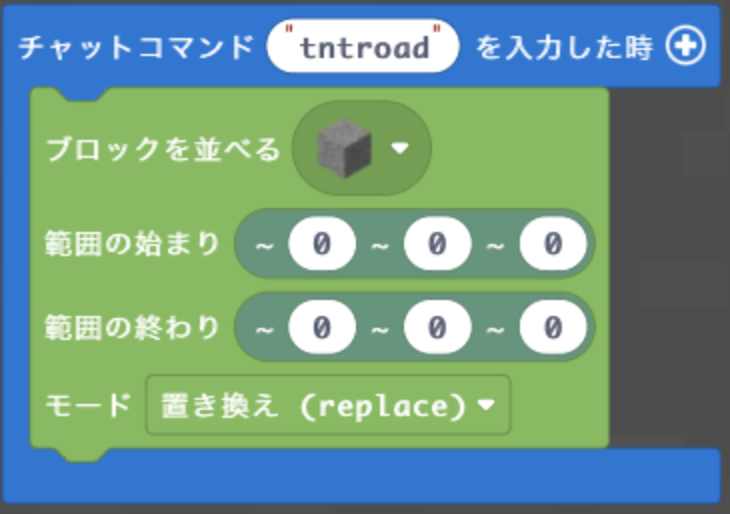 チャットコマンド "tntroad" を入力した時
ブロックを並べる
範囲の始まり ~ 0 ~ 0 ~ 0
範囲の終わり ~ 0 ~ 0 ~ 0
モード 置き換え (replace)